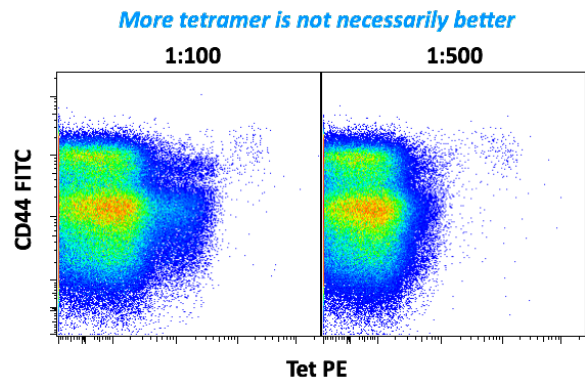 More tetramer is not necessarily better
1:100 1:500
CD44 FITC
Tet PE